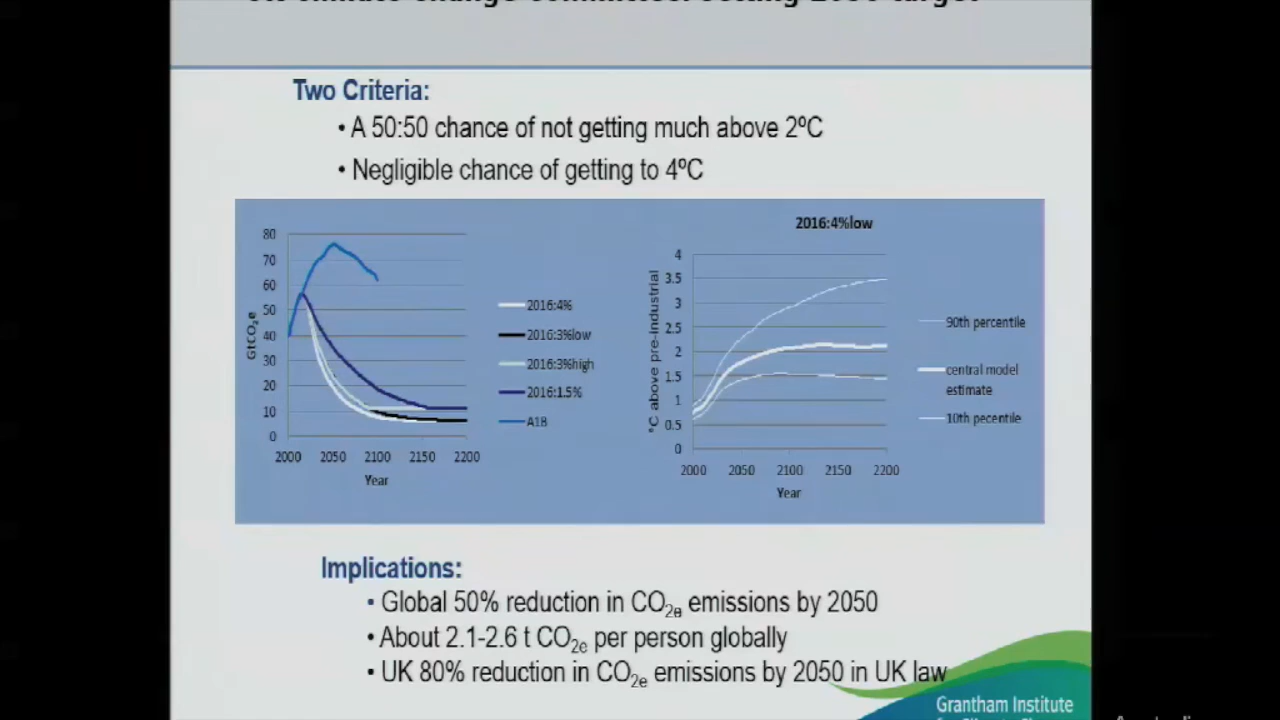 Two Criteria:
• A 50:50 chance of not getting much above 2ºC
• Negligible chance of getting to 4ºC
80
70
60
50
40
30
20
10
0
GtCO₂e
2000 2050 2100 2150 2200
Year
2016:4%
2016:3%low
2016:3%high
2016:1.5%
A1B
2016:4%low
4
3.5
3
2.5
2
1.5
1
0.5
0
°C above pre-industrial
2000 2050 2100 2150 2200
Year
90th percentile
central model
estimate
10th pecentile
Implications:
• Global 50% reduction in CO₂e emissions by 2050
• About 2.1-2.6 t CO₂e per person globally
• UK 80% reduction in CO₂e emissions by 2050 in UK law
Grantham Institute